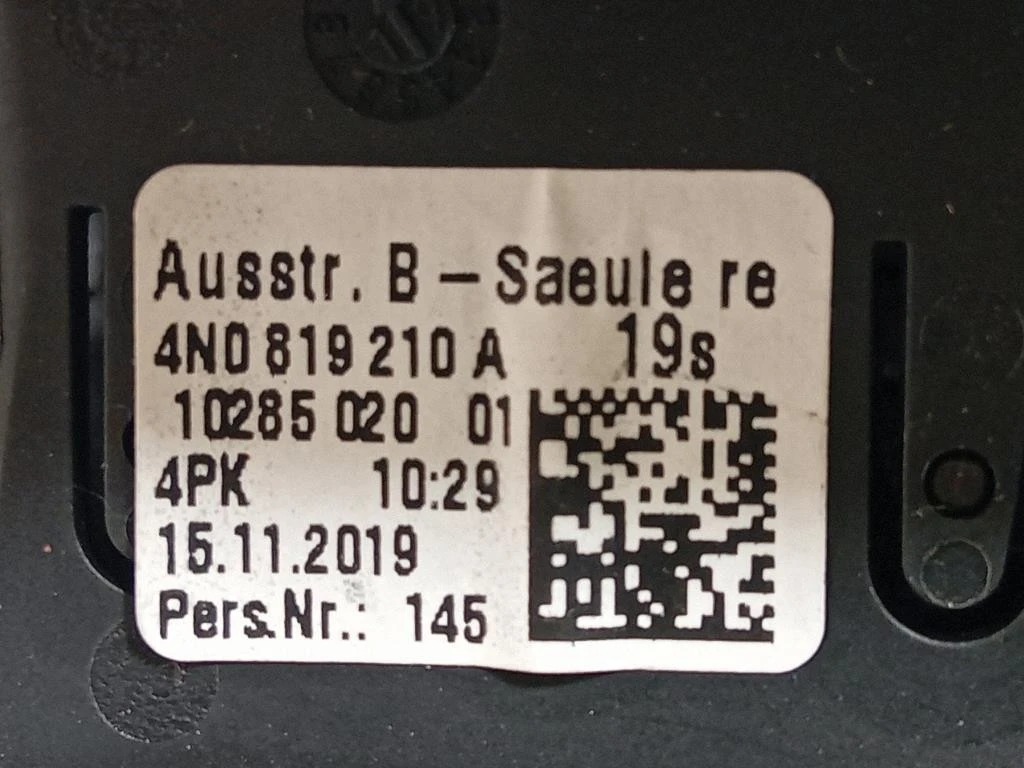 Ausstr. B – Saeule re
4N0 819 210 A 19s
10285 020 01
4PK 10:29
15.11.2019
Pers.Nr.: 145